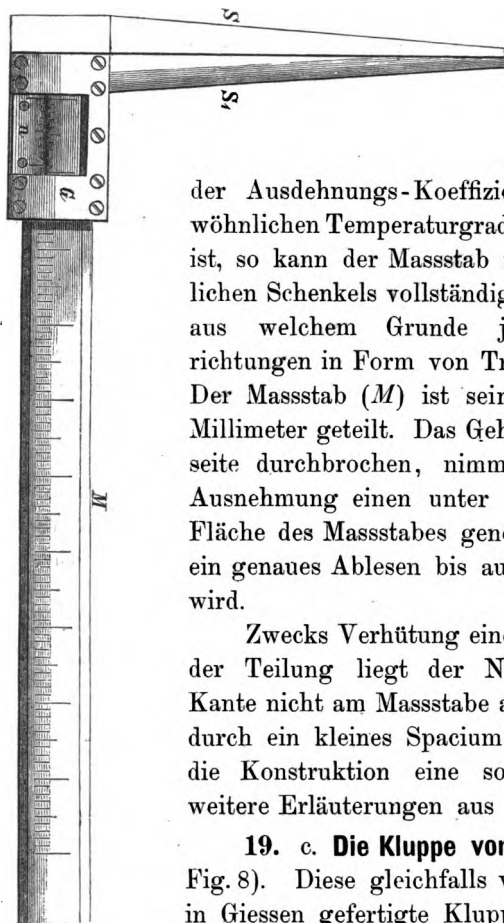 S
S1
n
G
M
der Ausdehnungs-Koeffizie
wöhnlichen Temperaturgrad
ist, so kann der Massstab
lichen Schenkels vollständig
aus welchem Grunde j
richtungen in Form von Tr
Der Massstab (M) ist sein
Millimeter geteilt. Das Geh
seite durchbrochen, nimm
Ausnehmung einen unter
Fläche des Massstabes gen
ein genaues Ablesen bis au
wird.
Zwecks Verhütung ein
der Teilung liegt der N
Kante nicht am Massstabe a
durch ein kleines Spacium
die Konstruktion eine so
weitere Erläuterungen aus
19. c. Die Kluppe von
Fig. 8). Diese gleichfalls v
in Giessen gefertigte Klupp